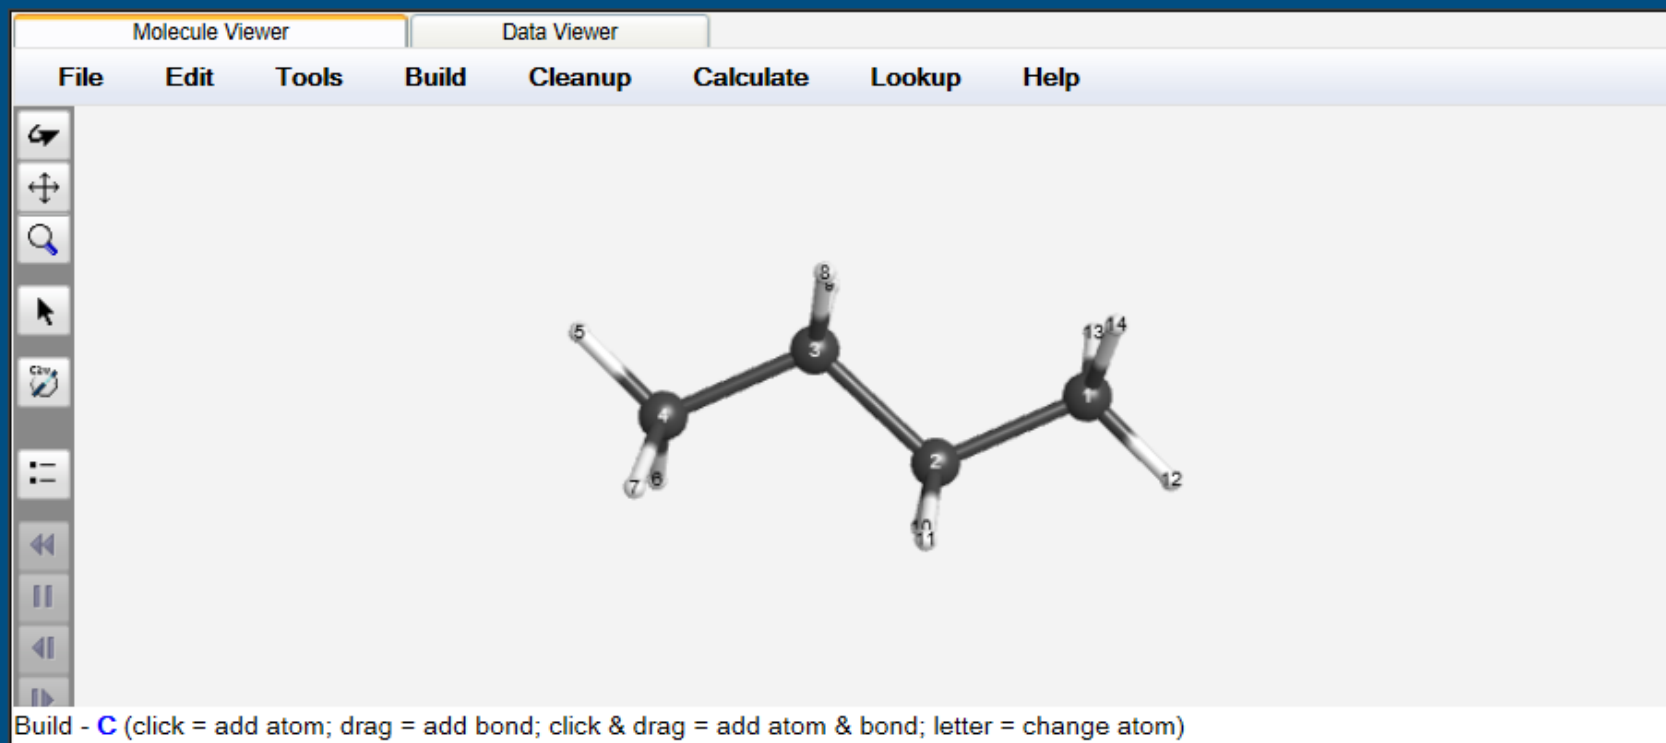 Molecule Viewer Data Viewer
File Edit Tools Build Cleanup Calculate Lookup Help
8
9
5 13 14
3
1
4
2
7 6 12
10
11
Build - C (click = add atom; drag = add bond; click & drag = add atom & bond; letter = change atom)